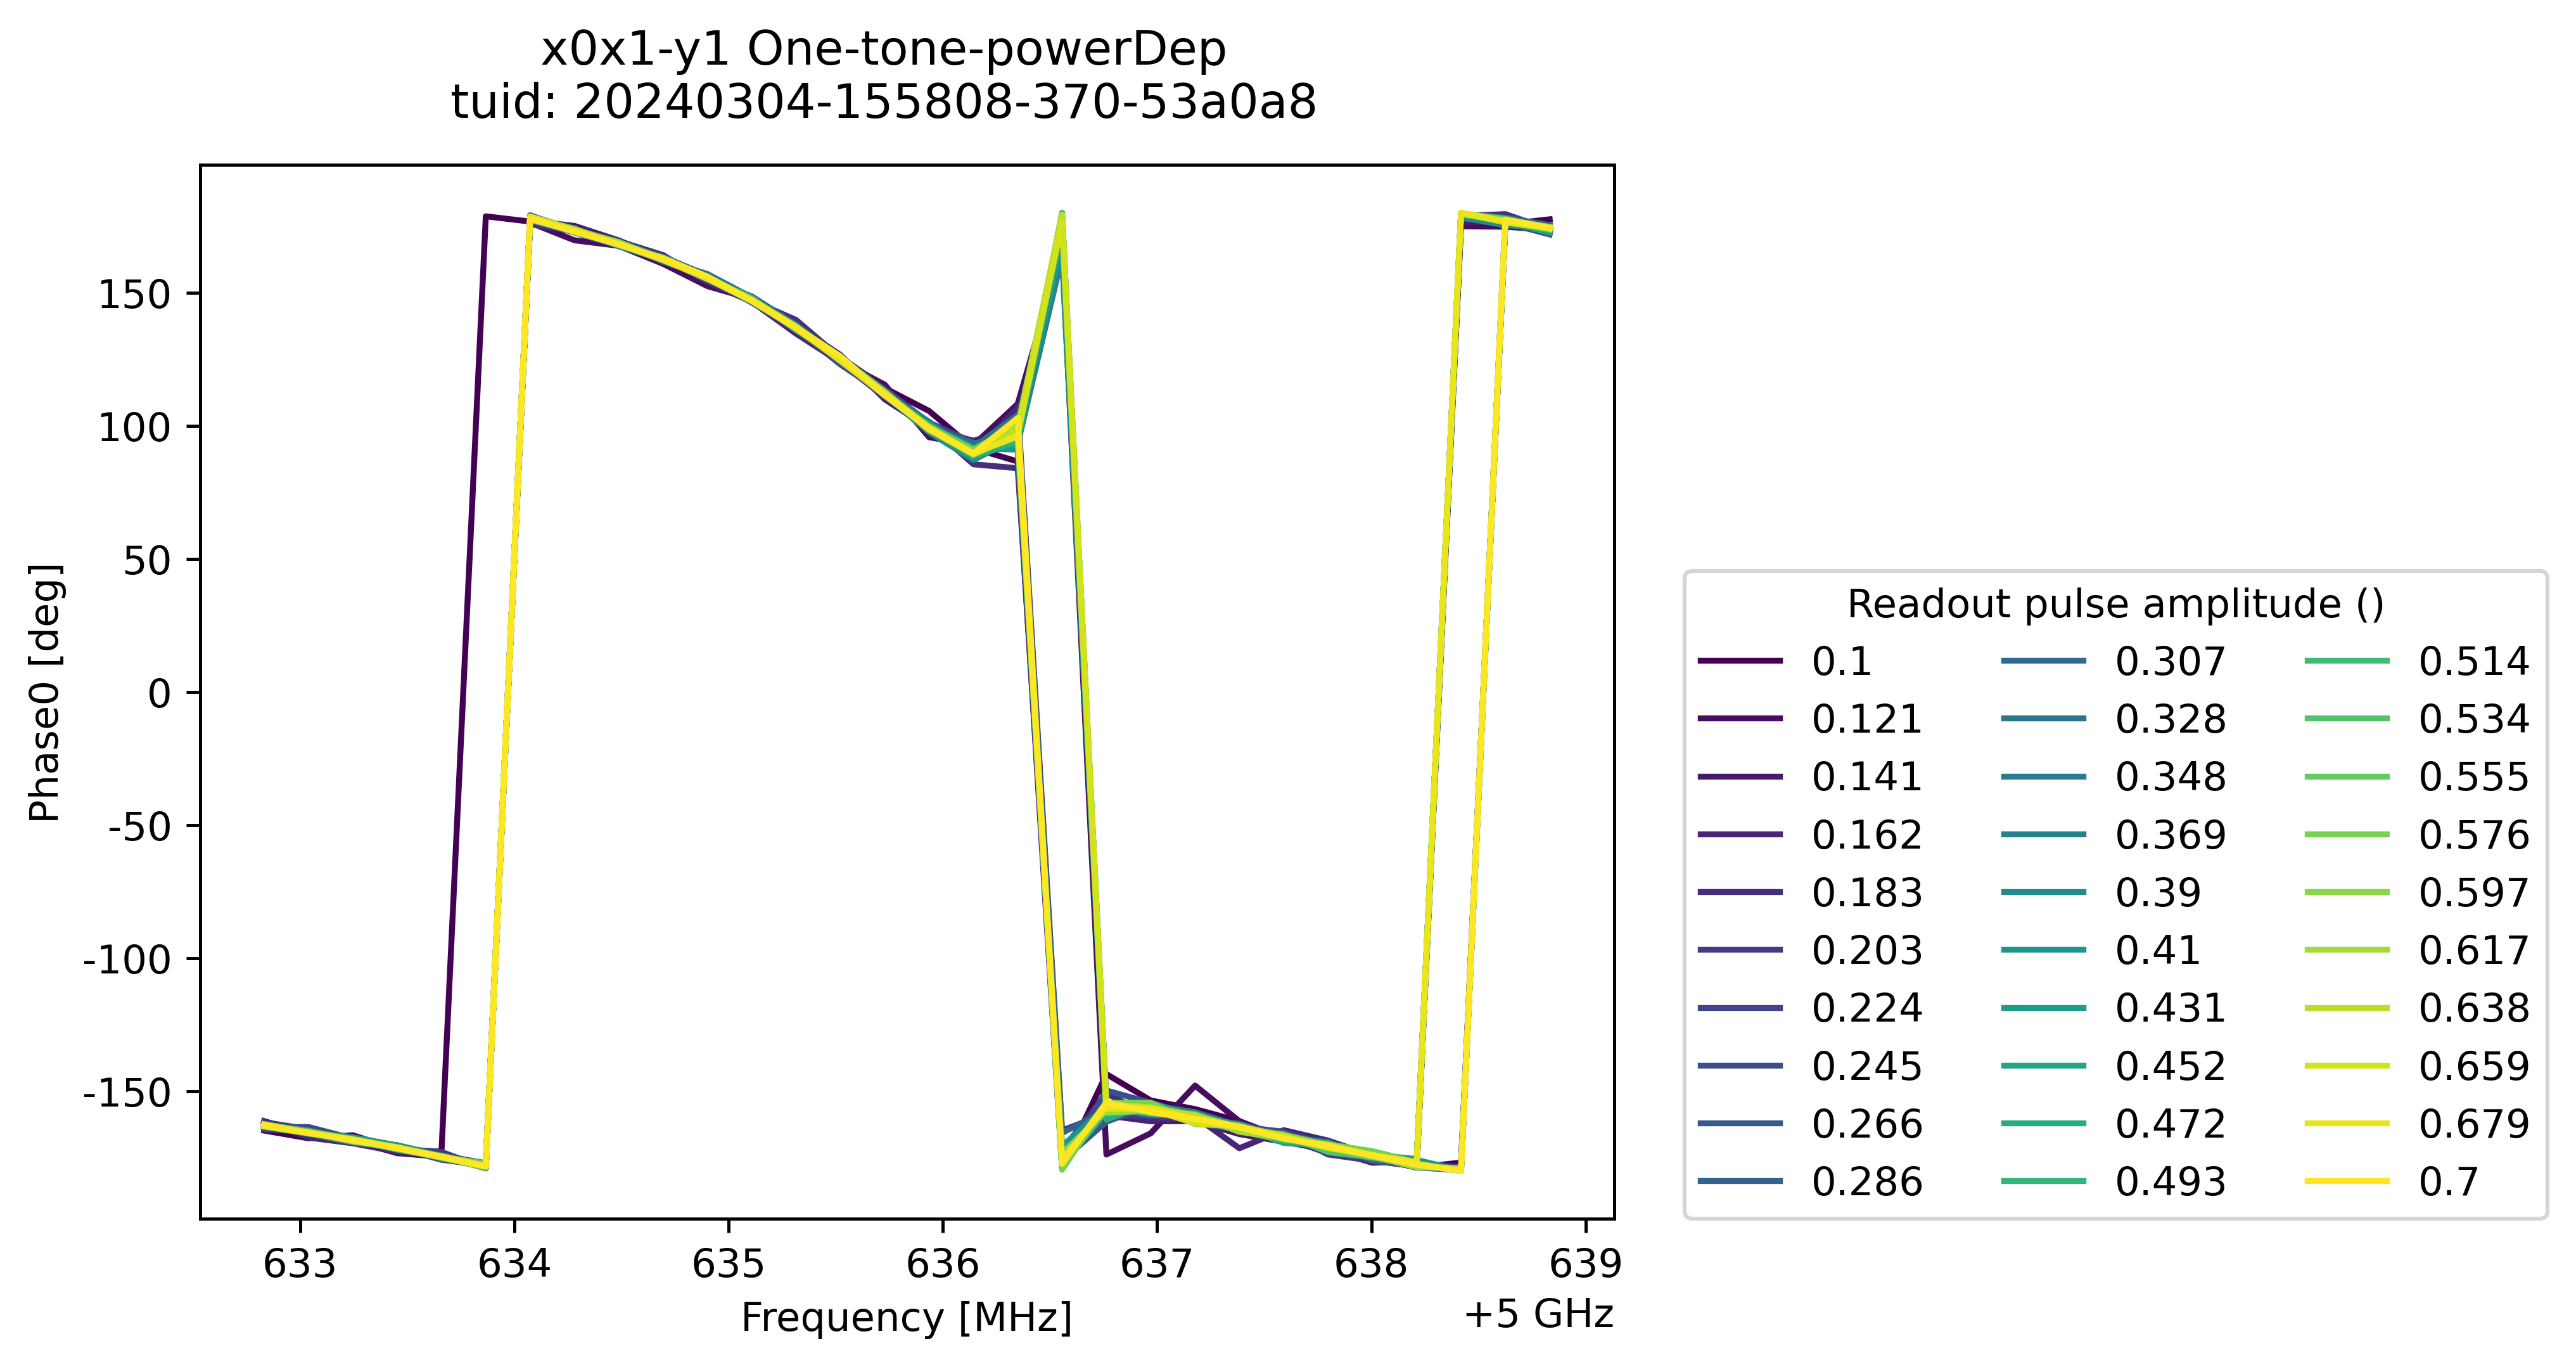 x0x1-y1 One-tone-powerDep
tuid: 20240304-155808-370-53a0a8
Phase0 [deg]
150
100
50
0
-50
-100
-150
633 634 635 636 637 638 639
Frequency [MHz]
+5 GHz
Readout pulse amplitude ()
0.1 0.307 0.514
0.121 0.328 0.534
0.141 0.348 0.555
0.162 0.369 0.576
0.183 0.39 0.597
0.203 0.41 0.617
0.224 0.431 0.638
0.245 0.452 0.659
0.266 0.472 0.679
0.286 0.493 0.7